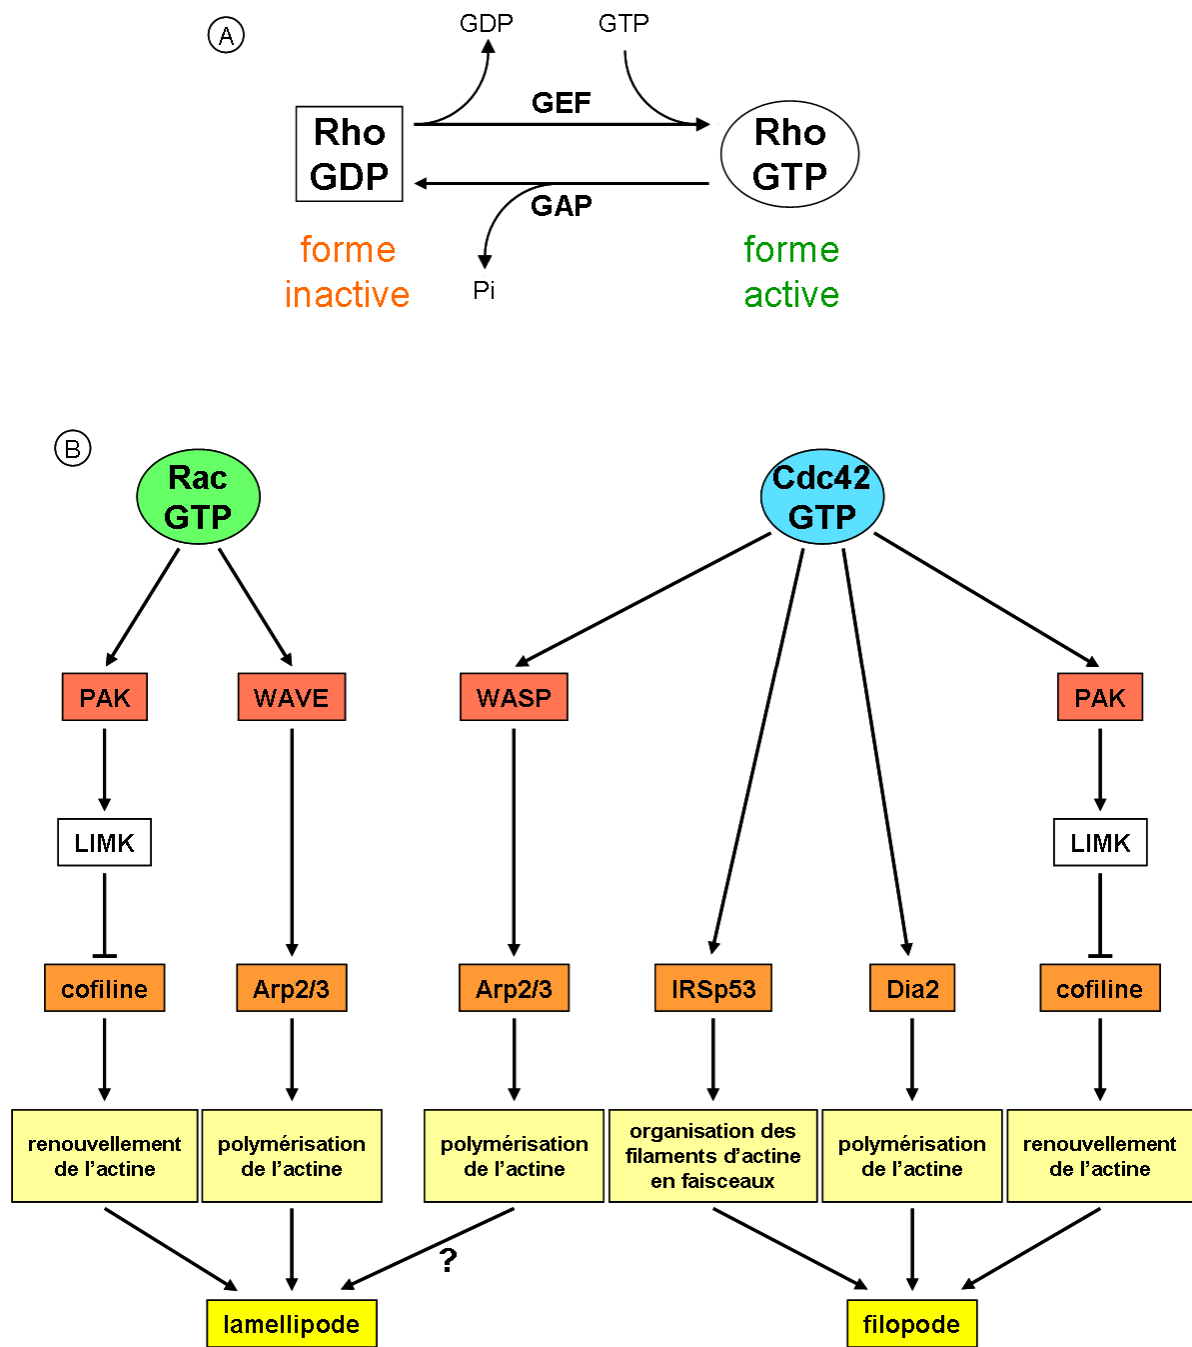 A
GDP
GTP
GEF
Rho
GDP
Rho
GTP
GAP
forme
inactive
Pi
forme
active
B
Rac
GTP
Cdc42
GTP
PAK
WAVE
WASP
PAK
LIMK
LIMK
cofiline
Arp2/3
Arp2/3
IRSp53
Dia2
cofiline
renouvellement
de l'actine
polymérisation
de l'actine
polymérisation
de l'actine
organisation des
filaments d'actine
en faisceaux
polymérisation
de l'actine
renouvellement
de l'actine
?
lamellipode
filopode